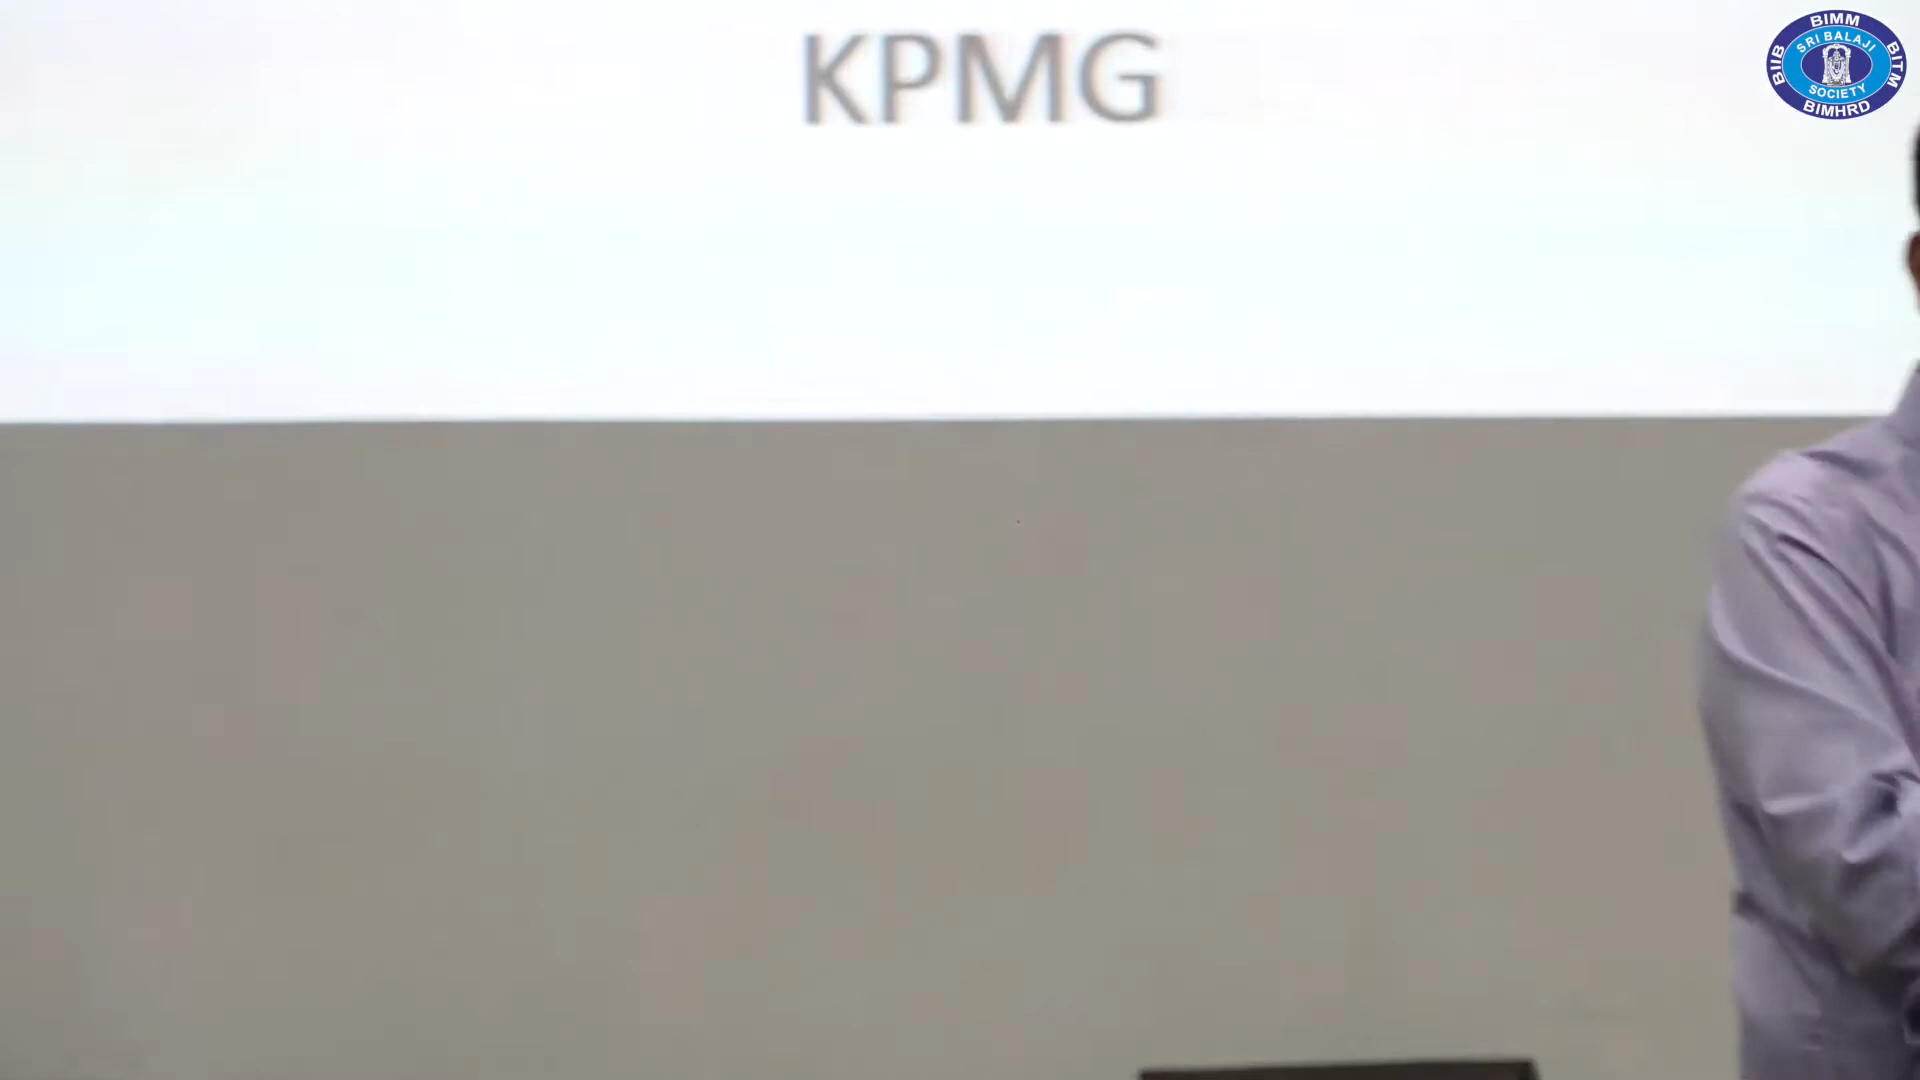 KPMG
BIMM
SRI BALAJI
BIIB
BITM
SOCIETY
BIMHRD